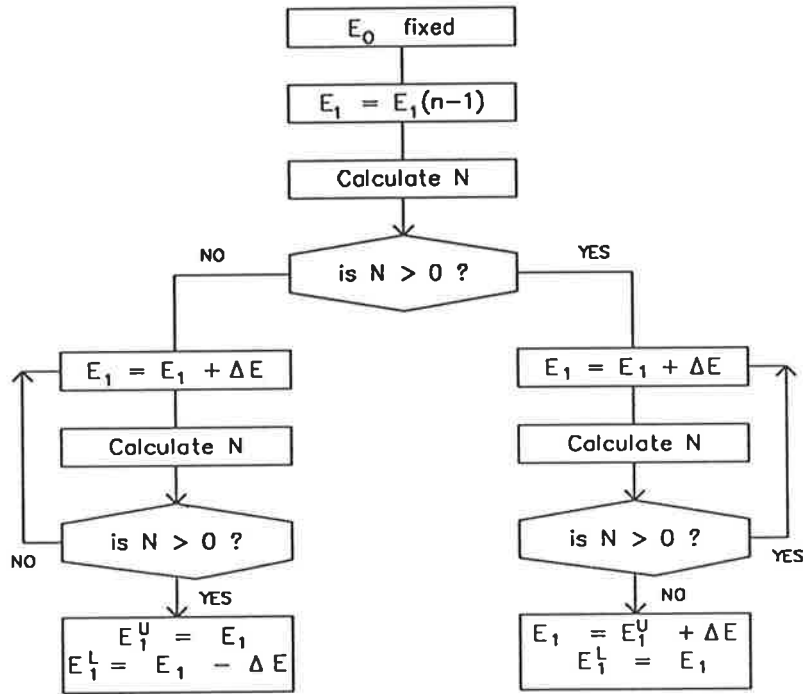 E₀ fixed
E₁ = E₁(n−1)
Calculate N
is N > 0 ?
NO
YES
E₁ = E₁ + ΔE
Calculate N
is N > 0 ?
NO
YES
E₁ᵁ = E₁
E₁ᴸ = E₁ − ΔE
E₁ = E₁ + ΔE
Calculate N
is N > 0 ?
YES
NO
E₁ = E₁ᵁ + ΔE
E₁ᴸ = E₁